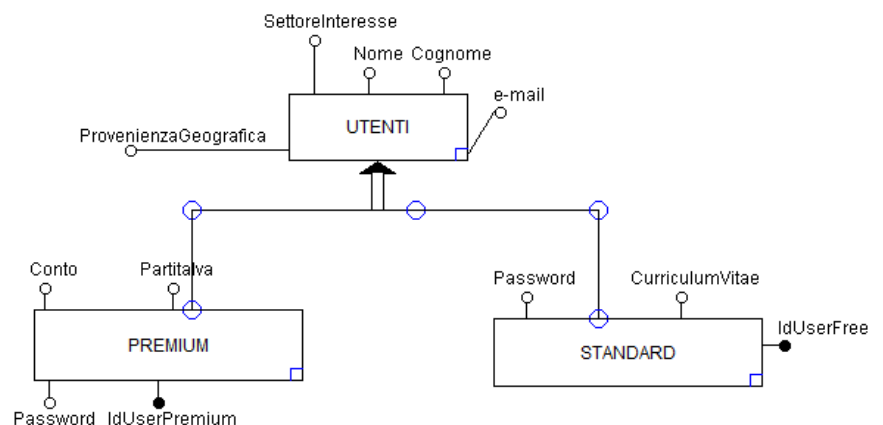 SettoreInteresse
Nome Cognome
e-mail
UTENTI
ProvenienzaGeografica
Conto
PartitaIva
Password
CurriculumVitae
IdUserFree
PREMIUM
STANDARD
Password
IdUserPremium